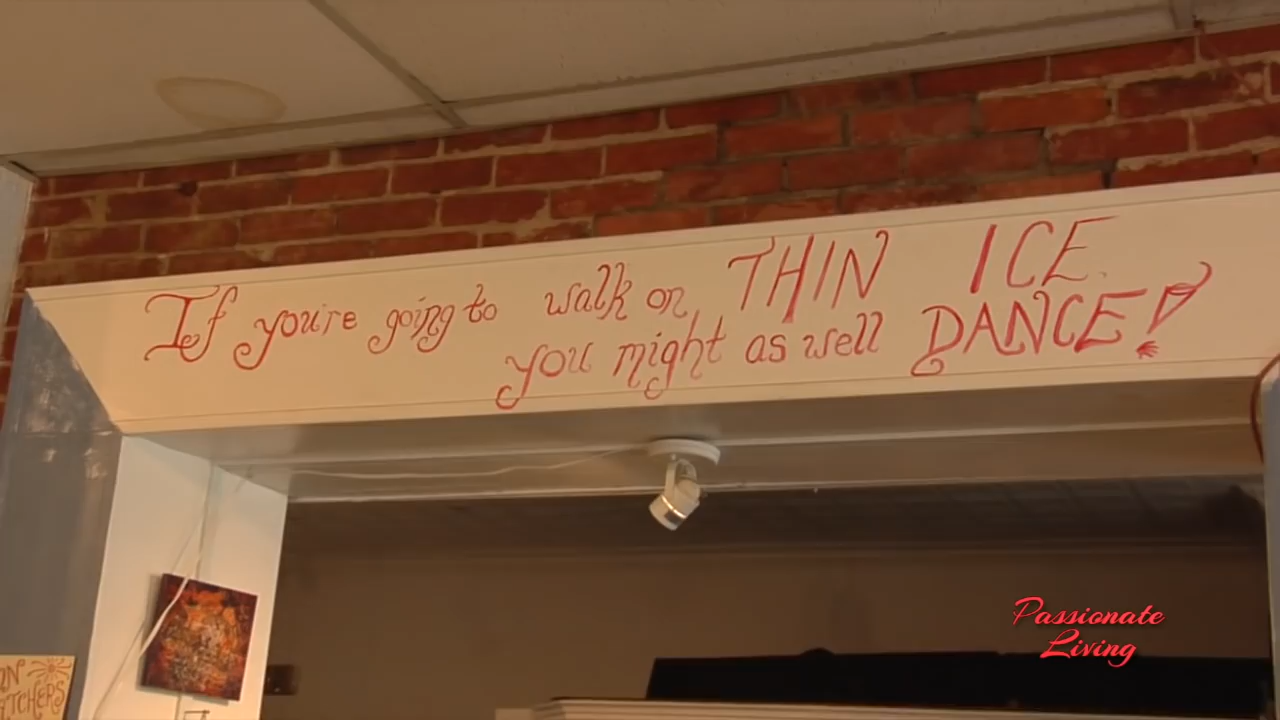 If you're going to walk on THIN ICE
you might as well DANCE!
Passionate
Living